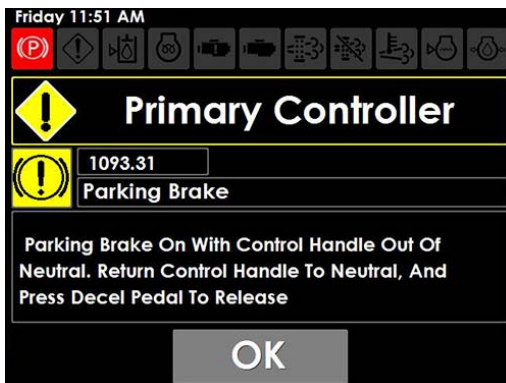 Friday 11:51 AM
(P)
Primary Controller
1093.31
Parking Brake
Parking Brake On With Control Handle Out Of
Neutral. Return Control Handle To Neutral, And
Press Decel Pedal To Release
OK